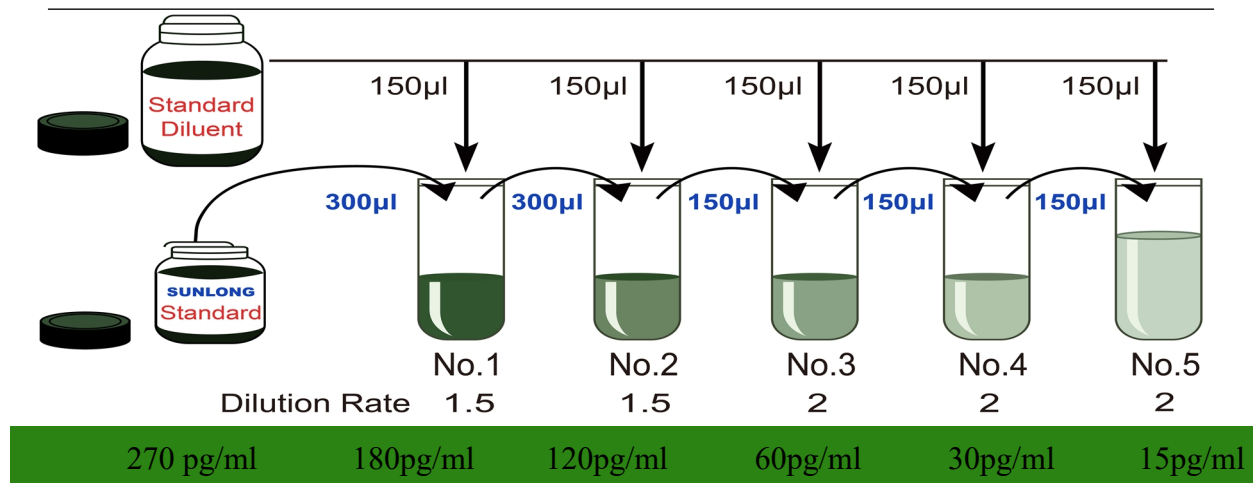 150µl 150µl 150µl 150µl 150µl
Standard
Diluent
300µl 300µl 150µl 150µl 150µl
SUNLONG
Standard
No.1 No.2 No.3 No.4 No.5
Dilution Rate 1.5 1.5 2 2 2
270 pg/ml 180pg/ml 120pg/ml 60pg/ml 30pg/ml 15pg/ml